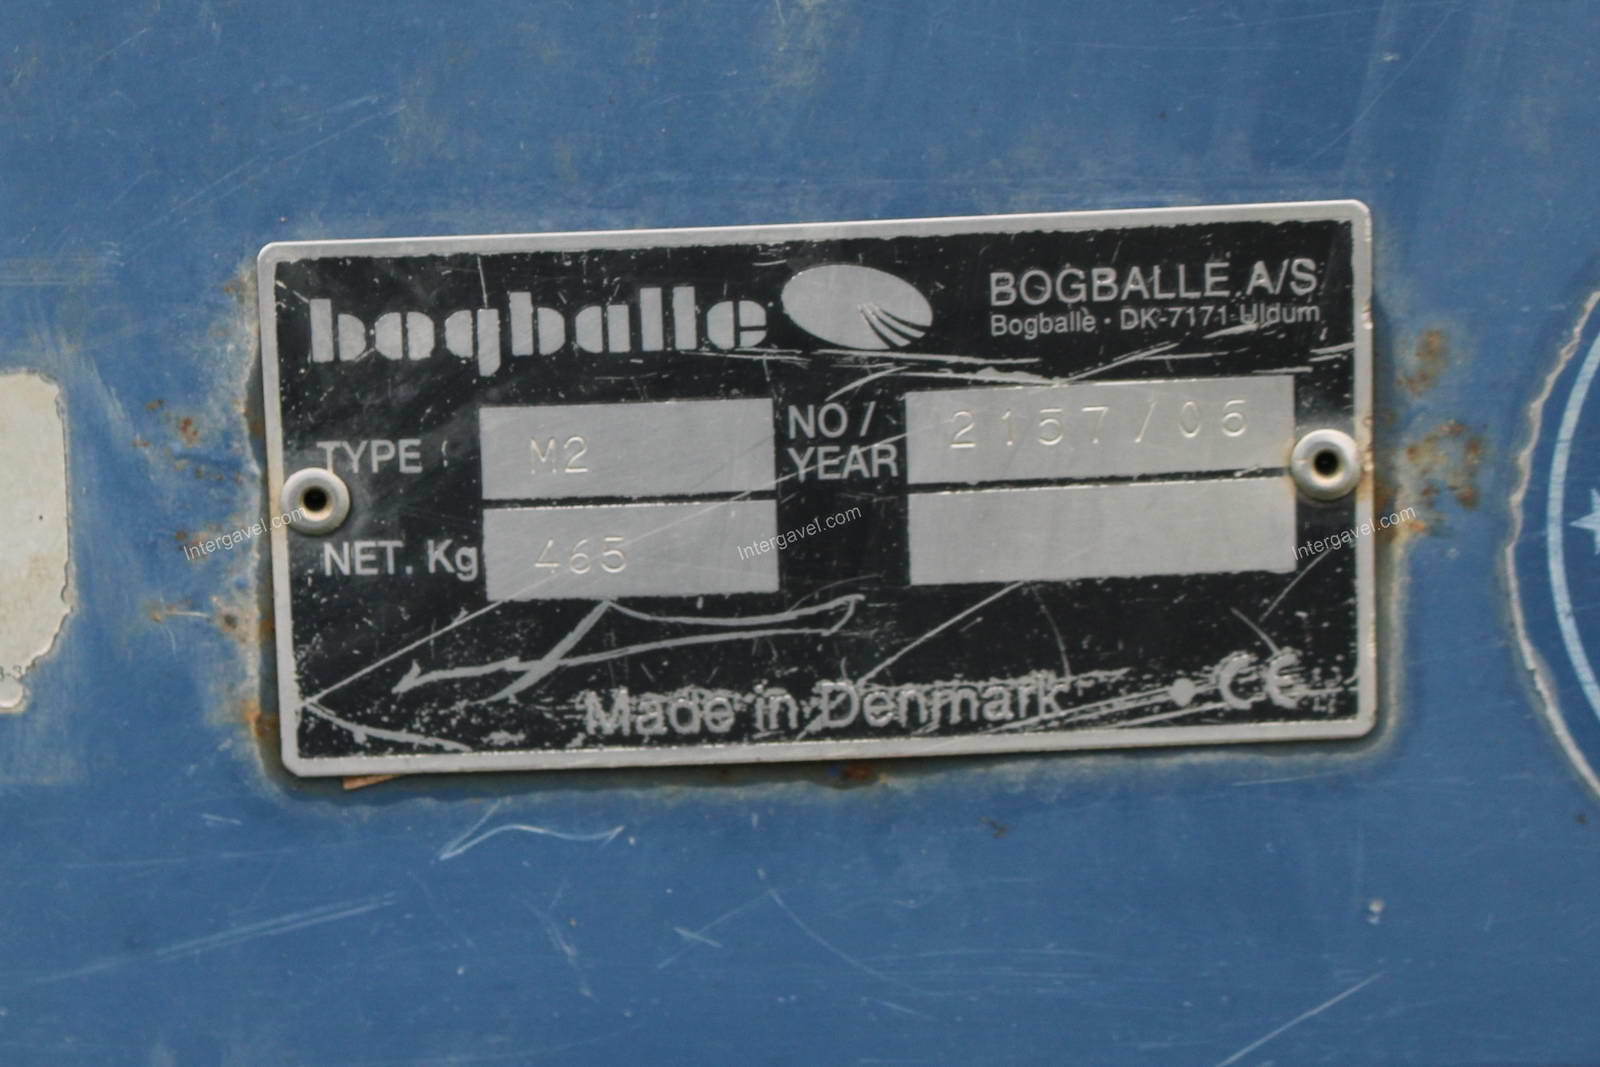 bogballe
BOGBALLE A/S
Bogballe · DK-7171 Uldum
TYPE : M2
NO / YEAR 2157/05
NET. Kg 465
Made in Denmark CE
Intergavel.com Intergavel.com Intergavel.com